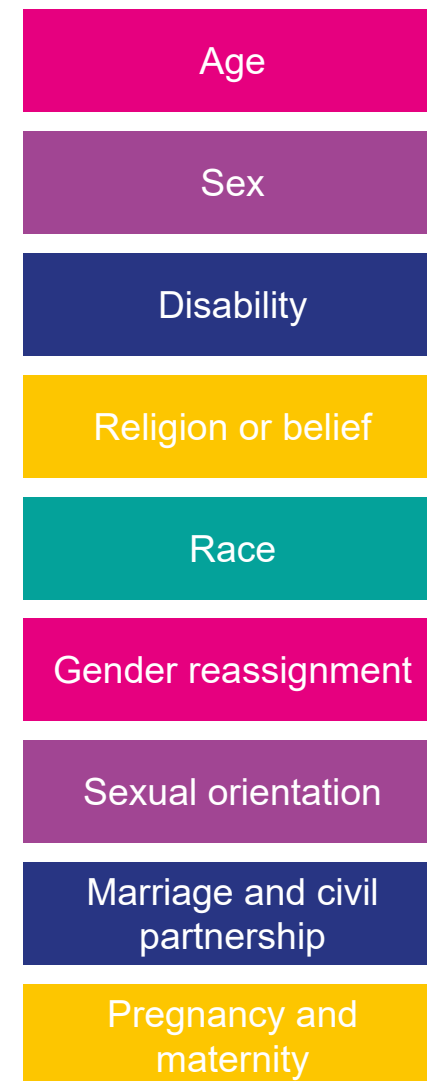 Age
Sex
Disability
Religion or belief
Race
Gender reassignment
Sexual orientation
Marriage and civil
partnership
Pregnancy and
maternity